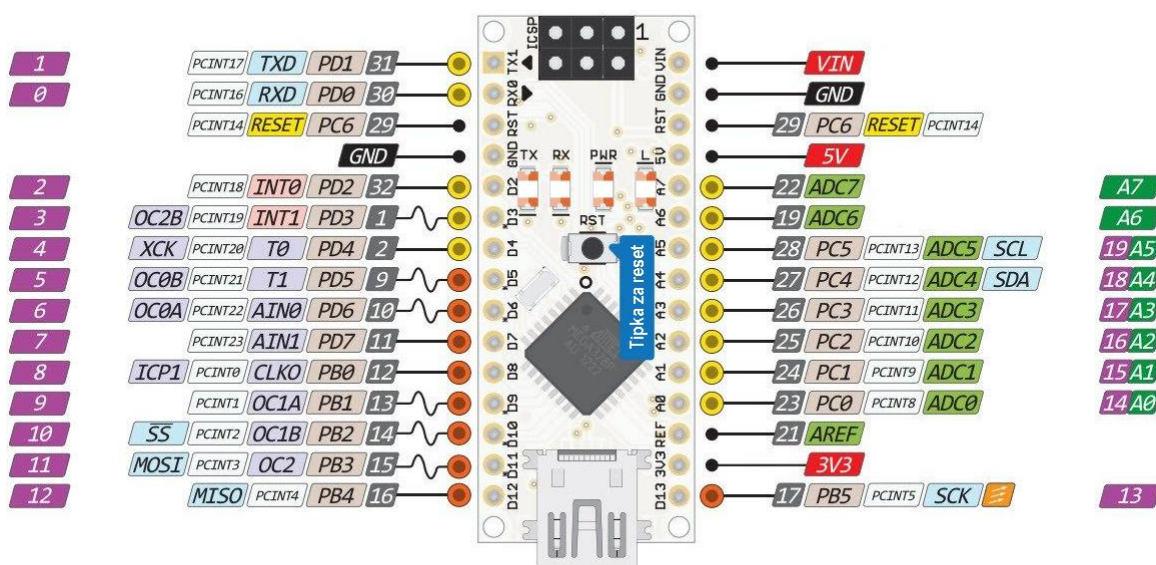 ICSP 1
1 PCINT17 TXD PD1 31 TX1 VIN VIN
0 PCINT16 RXD PD0 30 RX0 GND GND
PCINT14 RESET PC6 29 RST RST 29 PC6 RESET PCINT14
GND GND 5V 5V
TX RX PWR L
2 PCINT18 INT0 PD2 32 D2 A7 22 ADC7 A7
3 OC2B PCINT19 INT1 PD3 1 D3 A6 19 ADC6 A6
RST
4 XCK PCINT20 T0 PD4 2 D4 A5 28 PC5 PCINT13 ADC5 SCL 19 A5
Tipka za reset
5 OC0B PCINT21 T1 PD5 9 D5 A4 27 PC4 PCINT12 ADC4 SDA 18 A4
6 OC0A PCINT22 AIN0 PD6 10 D6 A3 26 PC3 PCINT11 ADC3 17 A3
7 PCINT23 AIN1 PD7 11 D7 A2 25 PC2 PCINT10 ADC2 16 A2
8 ICP1 PCINT0 CLKO PB0 12 D8 A1 24 PC1 PCINT9 ADC1 15 A1
9 PCINT1 OC1A PB1 13 D9 A0 23 PC0 PCINT8 ADC0 14 A0
10 SS PCINT2 OC1B PB2 14 D10 REF 21 AREF
11 MOSI PCINT3 OC2 PB3 15 D11 3V3 3V3
12 MISO PCINT4 PB4 16 D12 D13 17 PB5 PCINT5 SCK 13